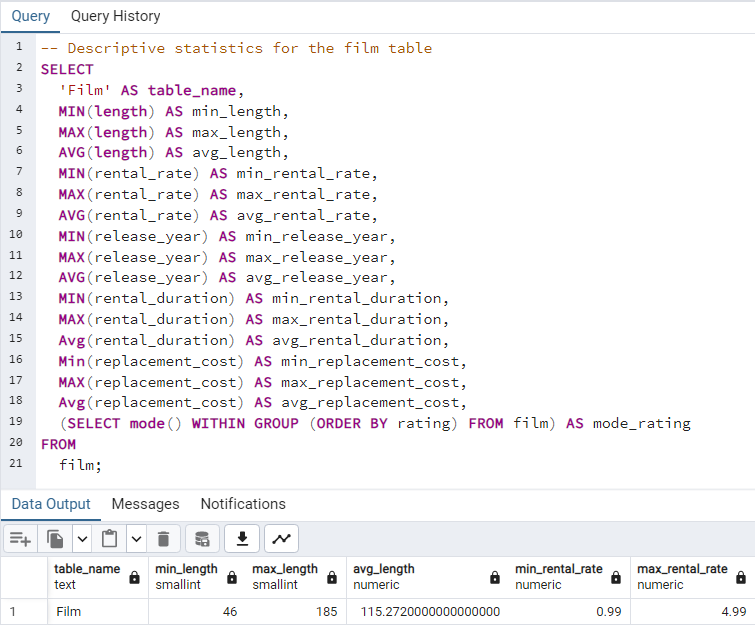 Query Query History
1 -- Descriptive statistics for the film table
2 SELECT
3 'Film' AS table_name,
4 MIN(length) AS min_length,
5 MAX(length) AS max_length,
6 AVG(length) AS avg_length,
7 MIN(rental_rate) AS min_rental_rate,
8 MAX(rental_rate) AS max_rental_rate,
9 AVG(rental_rate) AS avg_rental_rate,
10 MIN(release_year) AS min_release_year,
11 MAX(release_year) AS max_release_year,
12 AVG(release_year) AS avg_release_year,
13 MIN(rental_duration) AS min_rental_duration,
14 MAX(rental_duration) AS max_rental_duration,
15 Avg(rental_duration) AS avg_rental_duration,
16 Min(replacement_cost) AS min_replacement_cost,
17 MAX(replacement_cost) AS max_replacement_cost,
18 Avg(replacement_cost) AS avg_replacement_cost,
19 (SELECT mode() WITHIN GROUP (ORDER BY rating) FROM film) AS mode_rating
20 FROM
21 film;
Data Output Messages Notifications
table_name min_length max_length avg_length min_rental_rate max_rental_rate
text smallint smallint numeric numeric numeric
1 Film 46 185 115.2720000000000000 0.99 4.99